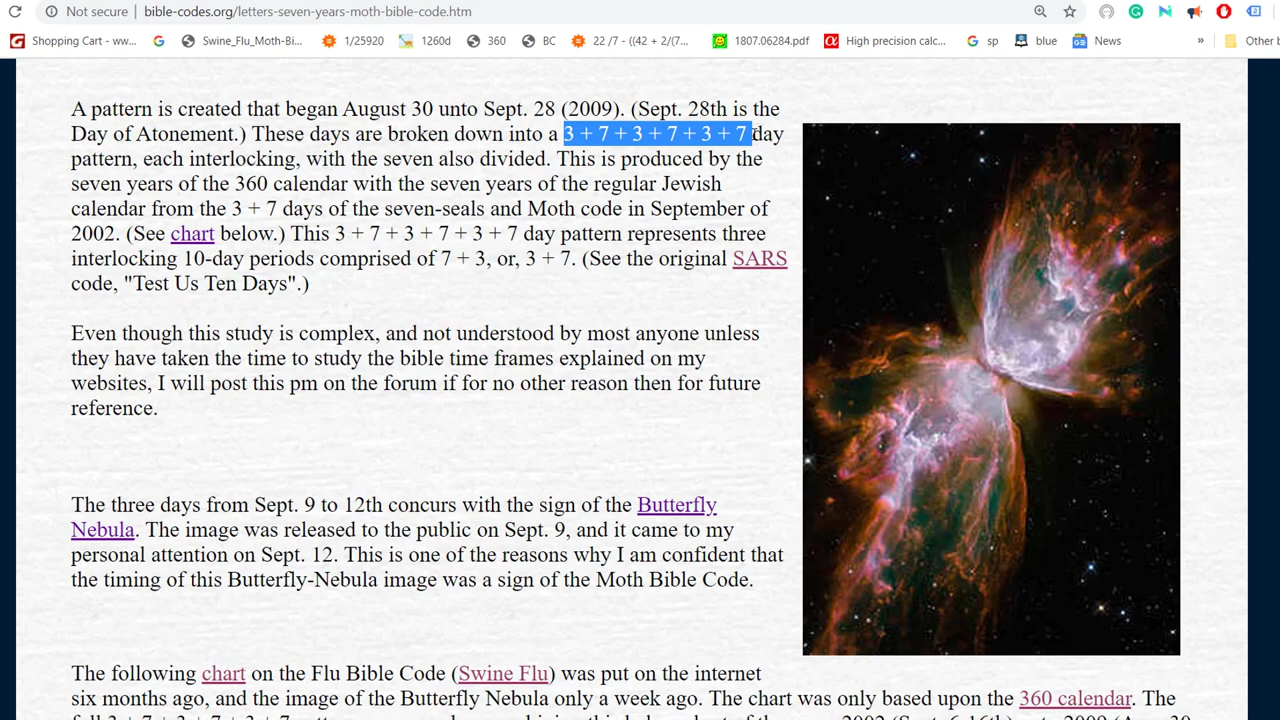 Not secure | bible-codes.org/letters-seven-years-moth-bible-code.htm
Shopping Cart - ww... Swine_Flu_Moth-Bi... 1/25920 1260d 360 BC 22 /7 - ((42 + 2/(7... 1807.06284.pdf High precision calc... sp blue News » Other b
A pattern is created that began August 30 unto Sept. 28 (2009). (Sept. 28th is the
Day of Atonement.) These days are broken down into a 3 + 7 + 3 + 7 + 3 + 7 day
pattern, each interlocking, with the seven also divided. This is produced by the
seven years of the 360 calendar with the seven years of the regular Jewish
calendar from the 3 + 7 days of the seven-seals and Moth code in September of
2002. (See chart below.) This 3 + 7 + 3 + 7 + 3 + 7 day pattern represents three
interlocking 10-day periods comprised of 7 + 3, or, 3 + 7. (See the original SARS
code, "Test Us Ten Days".)
Even though this study is complex, and not understood by most anyone unless
they have taken the time to study the bible time frames explained on my
websites, I will post this pm on the forum if for no other reason then for future
reference.
The three days from Sept. 9 to 12th concurs with the sign of the Butterfly
Nebula. The image was released to the public on Sept. 9, and it came to my
personal attention on Sept. 12. This is one of the reasons why I am confident that
the timing of this Butterfly-Nebula image was a sign of the Moth Bible Code.
The following chart on the Flu Bible Code (Swine Flu) was put on the internet
six months ago, and the image of the Butterfly Nebula only a week ago. The chart was only based upon the 360 calendar. The